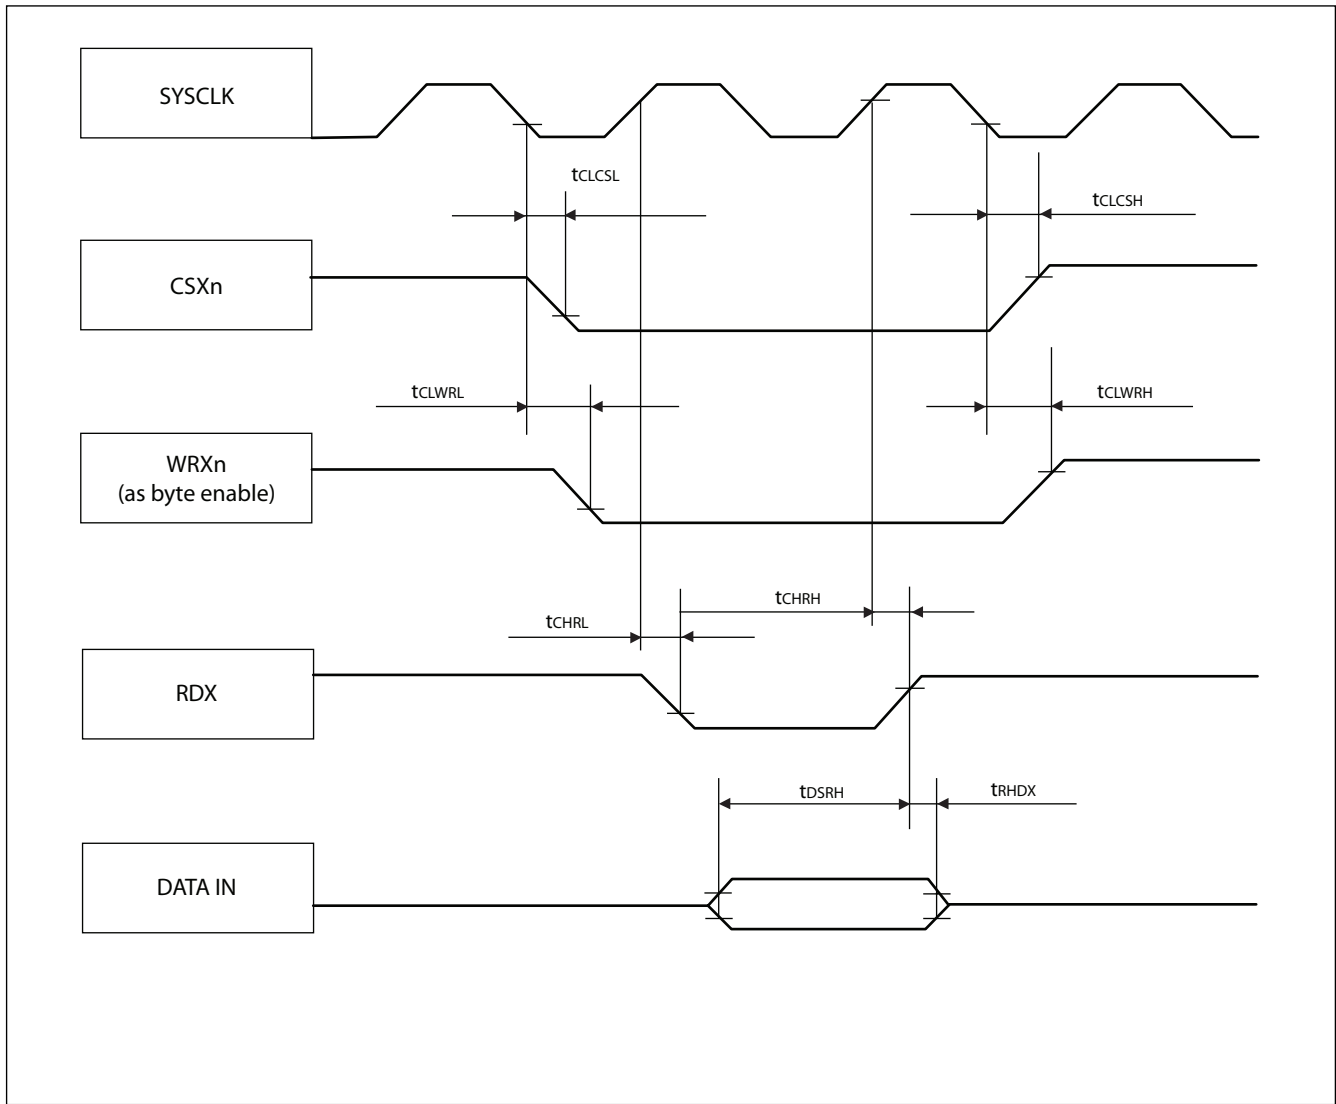 SYSCLK
tCLCSL
tCLCSH
CSXn
tCLWRL
tCLWRH
WRXn
(as byte enable)
tCHRH
tCHRL
RDX
tDSRH
tRHDX
DATA IN